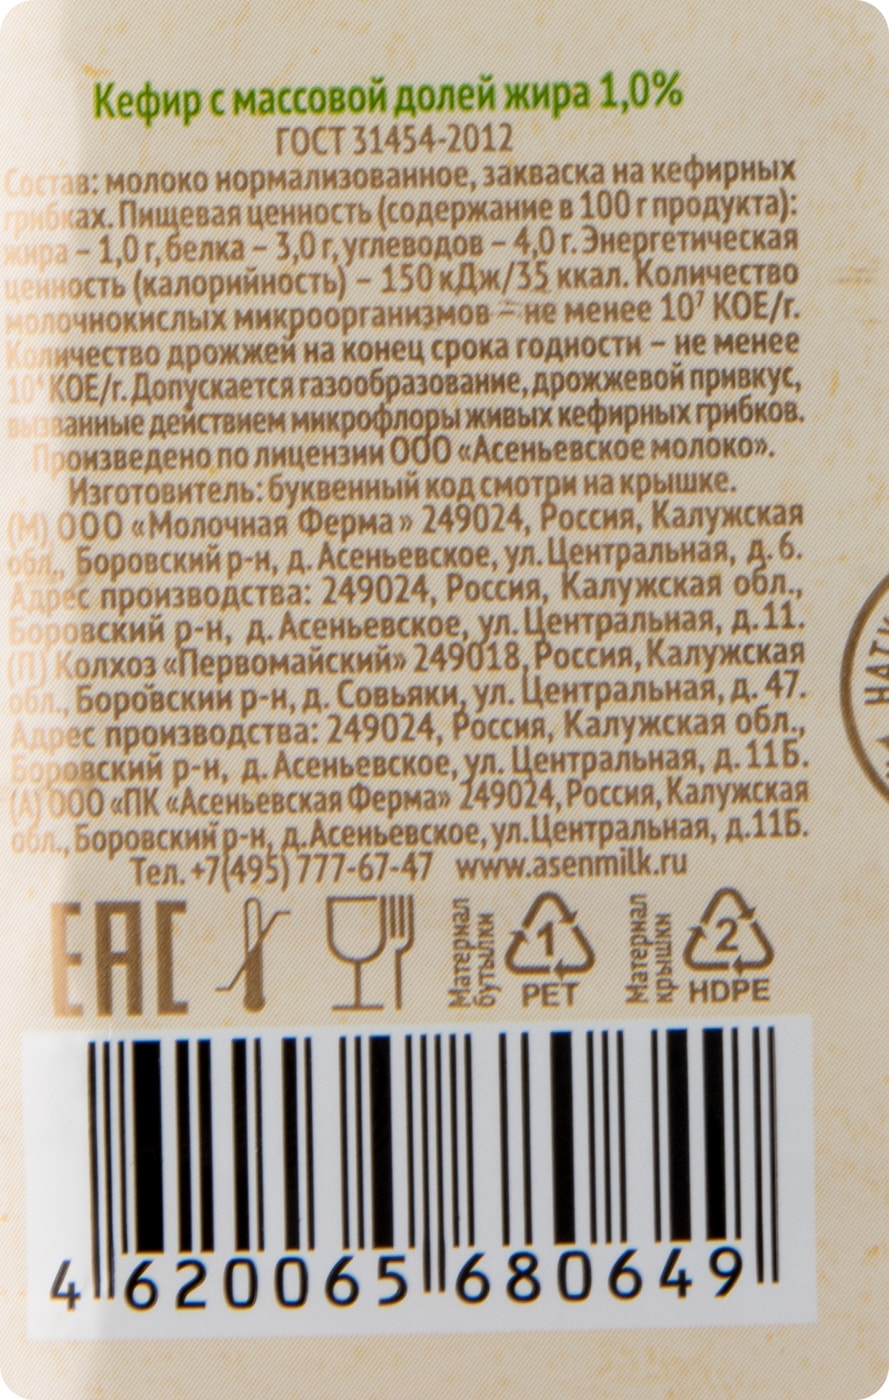 Кефир с массовой долей жира 1,0%
ГОСТ 31454-2012
Состав: молоко нормализованное, закваска на кефирных
грибках. Пищевая ценность (содержание в 100 г продукта):
жира – 1,0 г, белка – 3,0 г, углеводов – 4,0 г. Энергетическая
ценность (калорийность) – 150 кДж/35 ккал. Количество
молочнокислых микроорганизмов – не менее 10⁷ КОЕ/г.
Количество дрожжей на конец срока годности – не менее
10⁴ КОЕ/г. Допускается газообразование, дрожжевой привкус,
вызванные действием микрофлоры живых кефирных грибков.
Произведено по лицензии ООО «Асеньевское молоко».
Изготовитель: буквенный код смотри на крышке.
(М) ООО «Молочная Ферма» 249024, Россия, Калужская
обл., Боровский р-н, д. Асеньевское, ул. Центральная, д. 6.
Адрес производства: 249024, Россия, Калужская обл.,
Боровский р-н, д. Асеньевское, ул. Центральная, д. 11.
(П) Колхоз «Первомайский» 249018, Россия, Калужская
обл., Боровский р-н, д. Совьяки, ул. Центральная, д. 47.
Адрес производства: 249024, Россия, Калужская обл.,
Боровский р-н, д. Асеньевское, ул. Центральная, д. 11Б.
(А) ООО «ПК «Асеньевская Ферма» 249024, Россия, Калужская
обл., Боровский р-н, д. Асеньевское, ул. Центральная, д. 11Б.
Тел. +7(495) 777-67-47 www.asenmilk.ru
EAC
Материал
бутылки
1
PET
Материал
крышки
2
HDPE
4 620065 680649